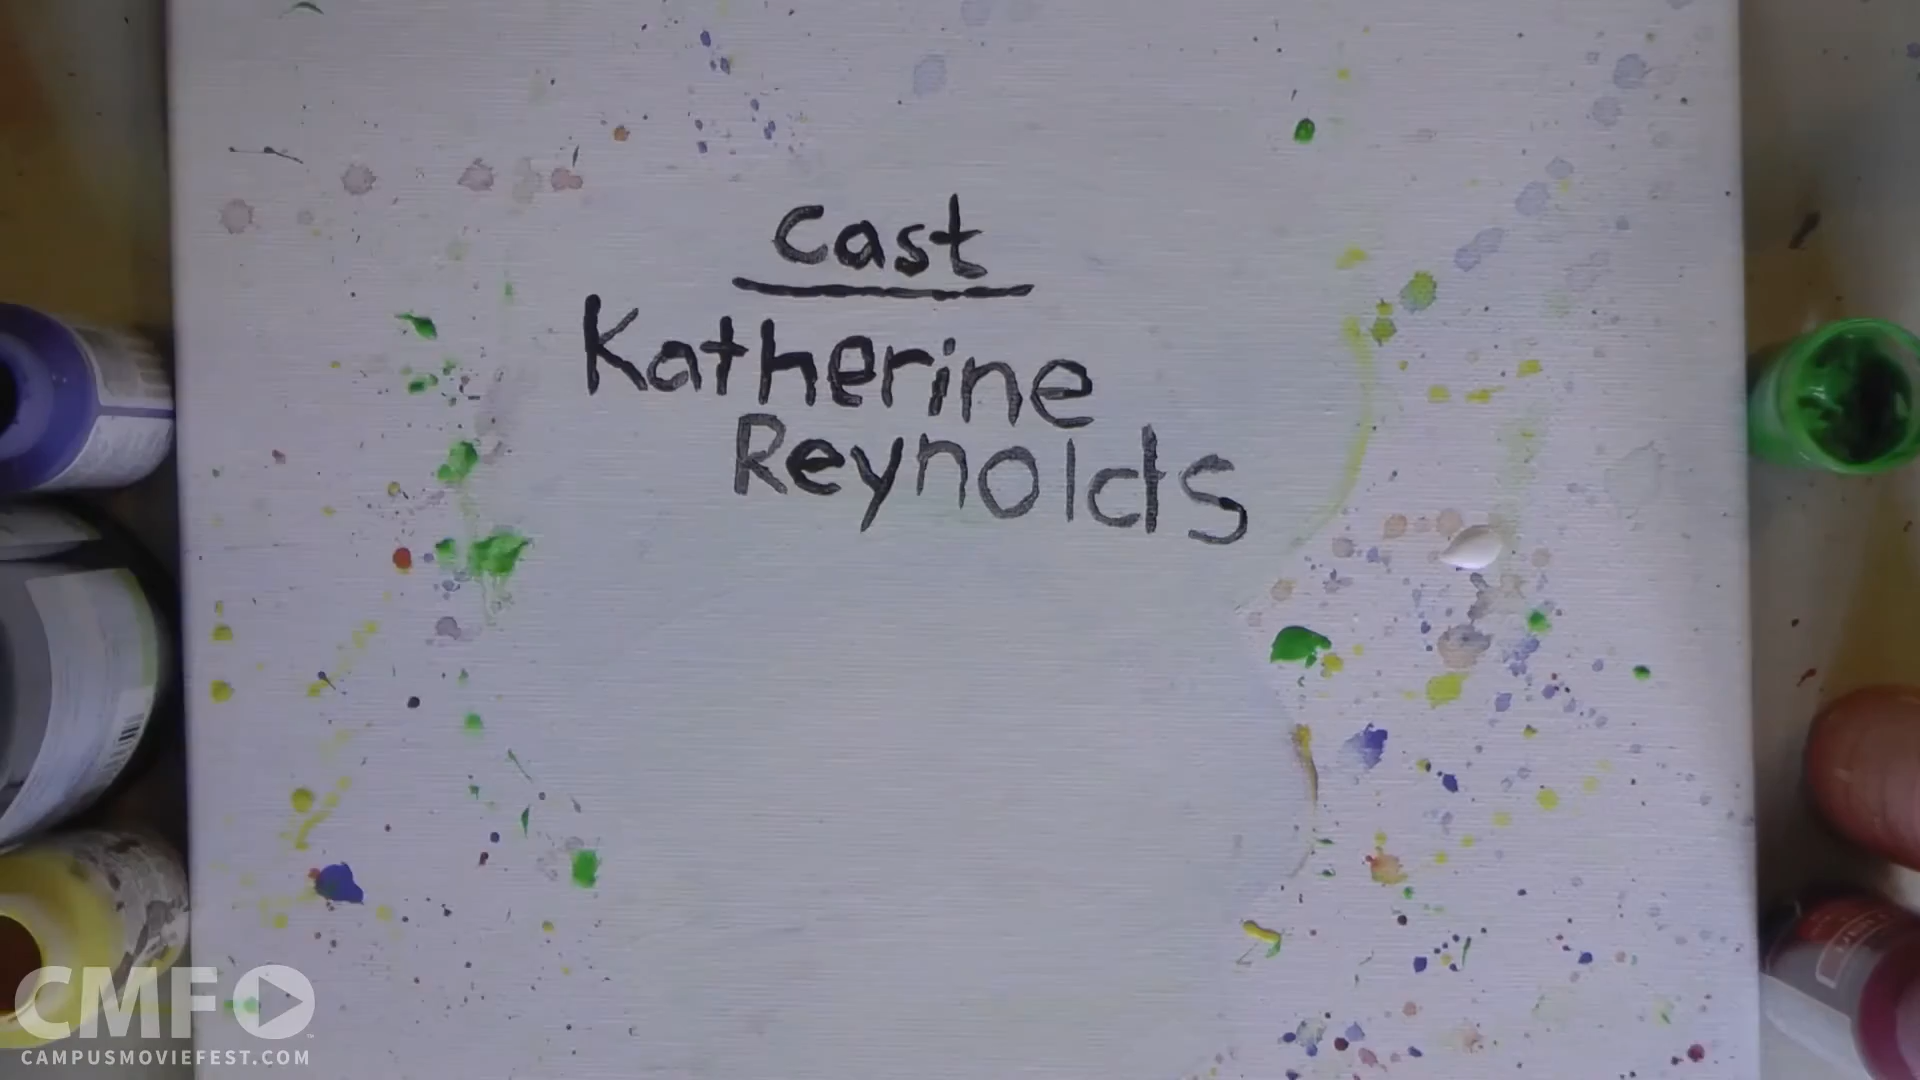 Cast
Katherine
Reynolds
CMF
CAMPUSMOVIEFEST.COM